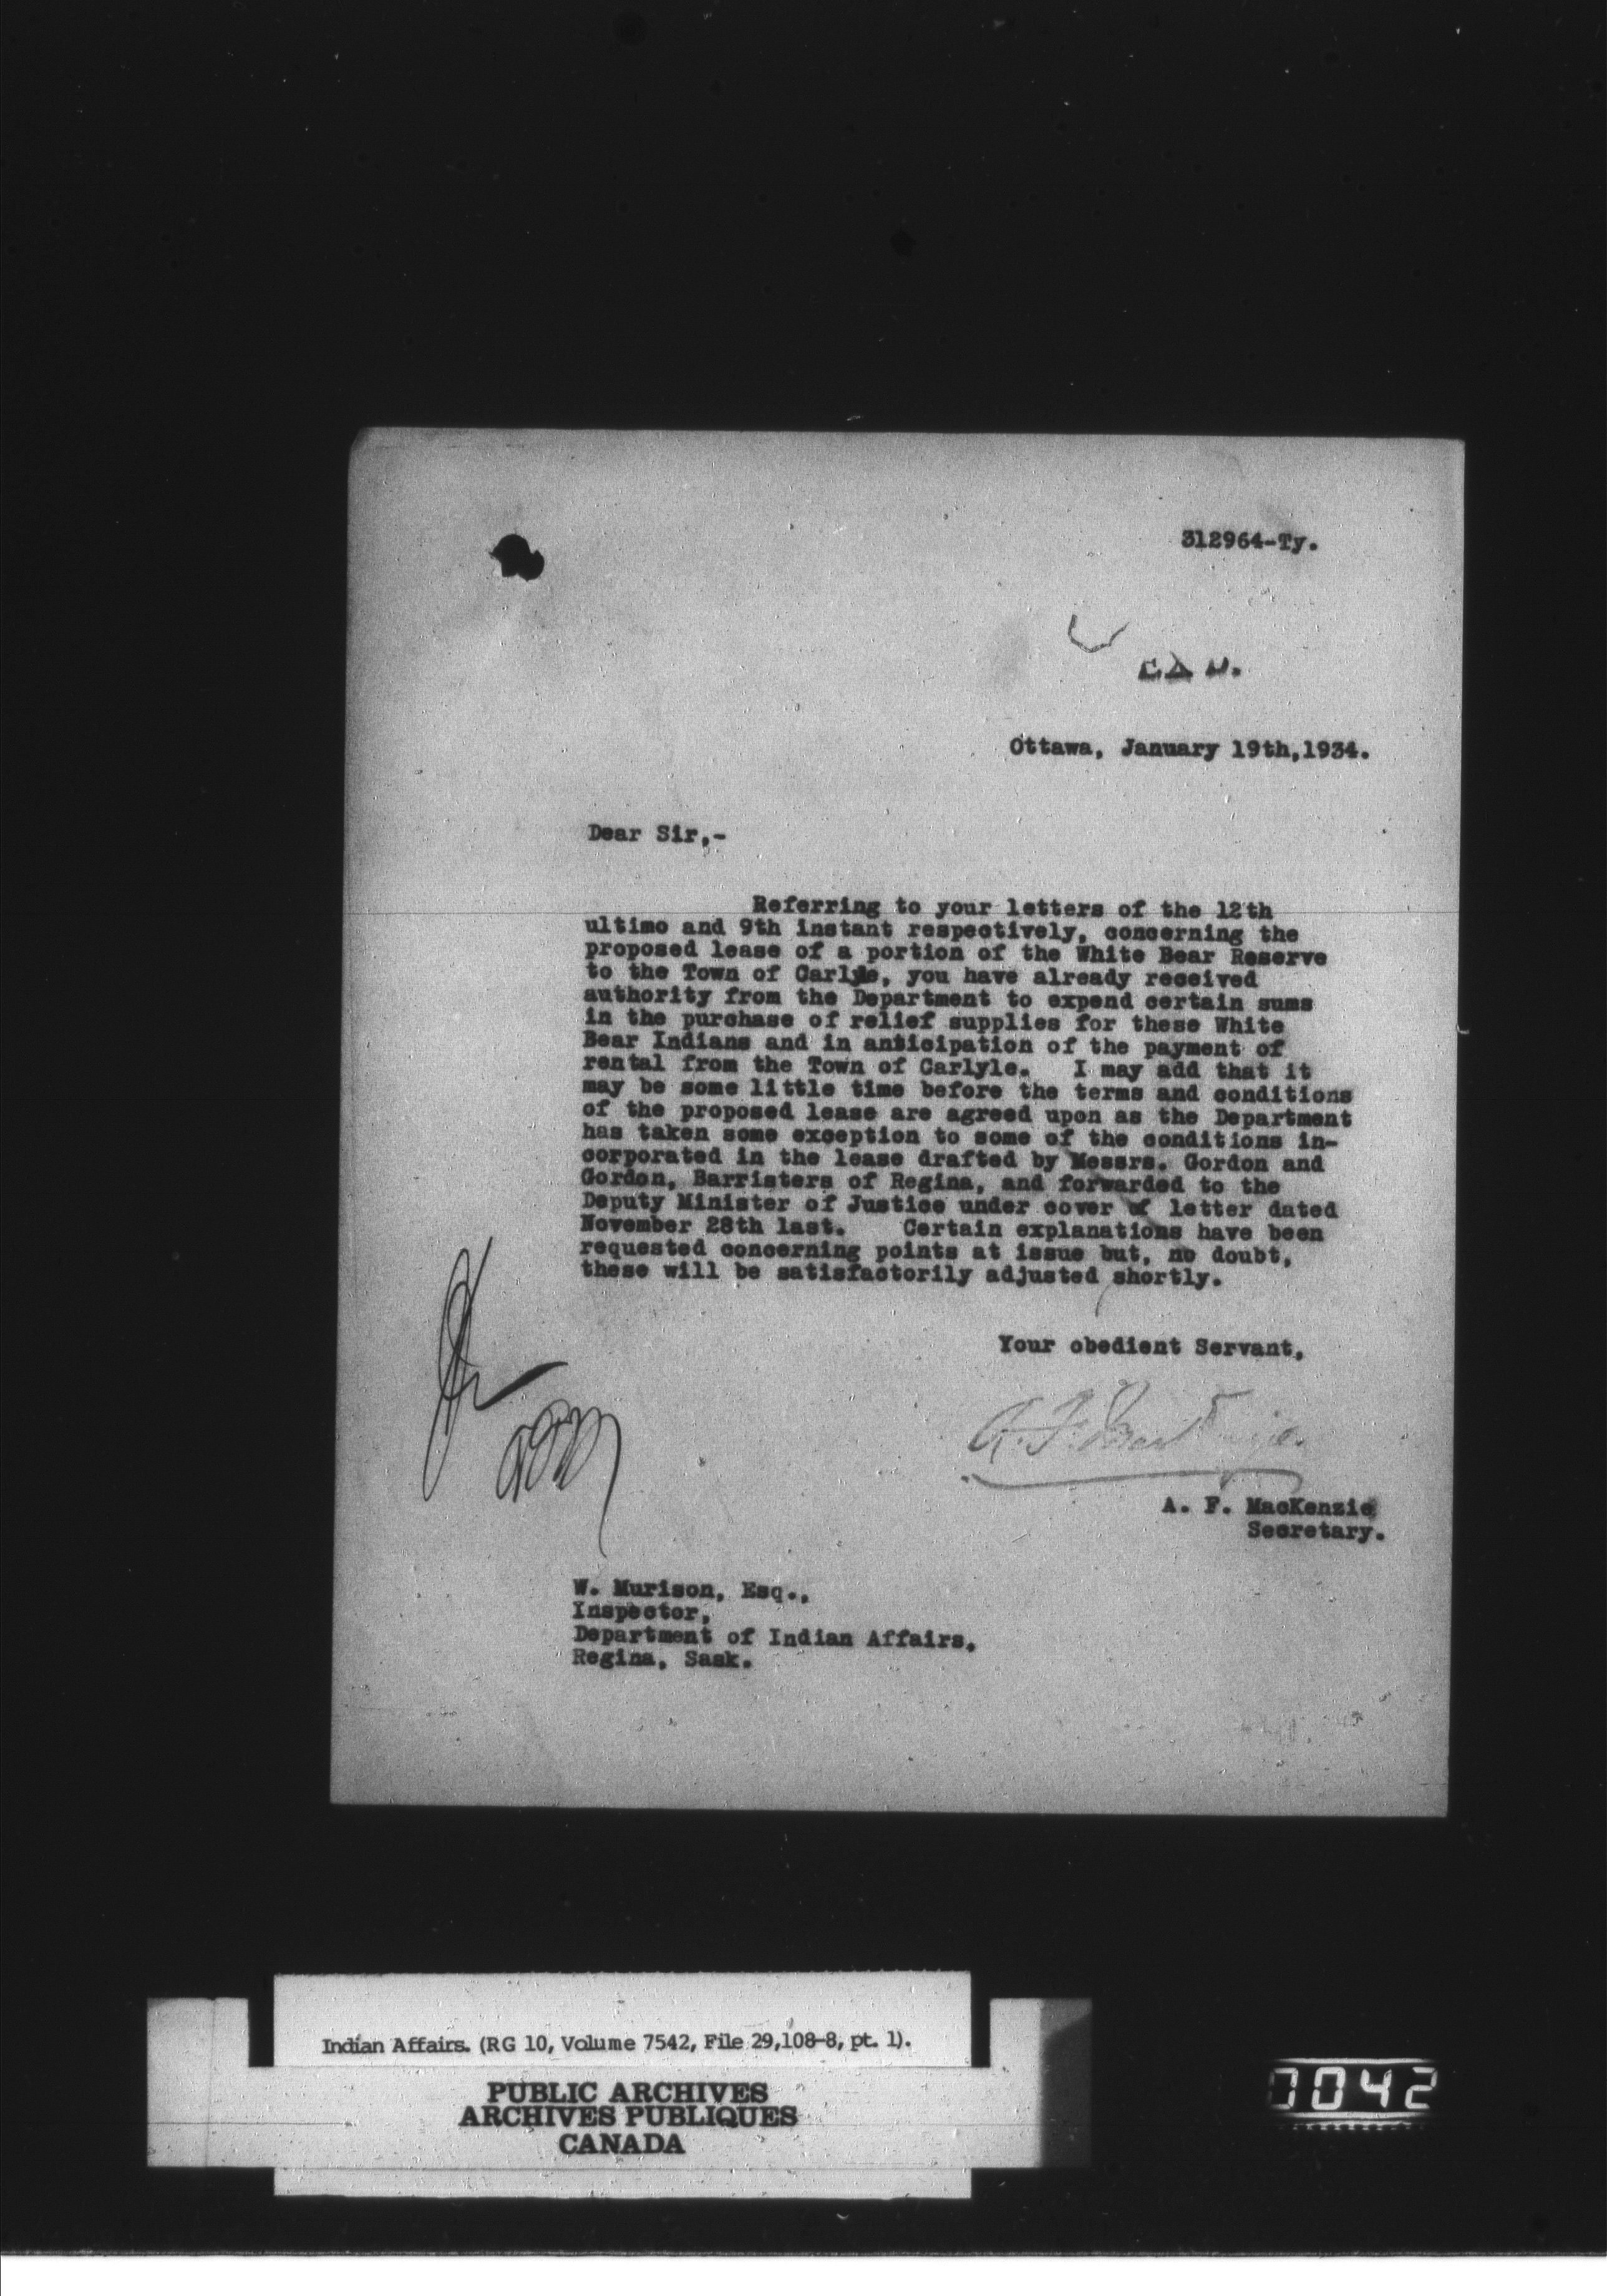 312964-Ty.
Ottawa, January 19th,1934.
Dear Sir,-
Referring to your letters of the 12th
ultimo and 9th instant respectively, concerning the
proposed lease of a portion of the White Bear Reserve
to the Town of Carlyle, you have already received
authority from the Department to expend certain sums
in the purchase of relief supplies for these White
Bear Indians and in anticipation of the payment of
rental from the Town of Carlyle. I may add that it
may be some little time before the terms and conditions
of the proposed lease are agreed upon as the Department
has taken some exception to some of the conditions in-
corporated in the lease drafted by Messrs. Gordon and
Gordon, Barristers of Regina, and forwarded to the
Deputy Minister of Justice under cover of letter dated
November 28th last. Certain explanations have been
requested concerning points at issue but, no doubt,
these will be satisfactorily adjusted shortly.
Your obedient Servant,
A. F. MacKenzie
A. F. MacKenzie
Secretary.
W. Murison, Esq.,
Inspector,
Department of Indian Affairs,
Regina, Sask.
Indian Affairs. (RG 10, Volume 7542, File 29,108-8, pt. 1).
PUBLIC ARCHIVES
ARCHIVES PUBLIQUES
CANADA
0042